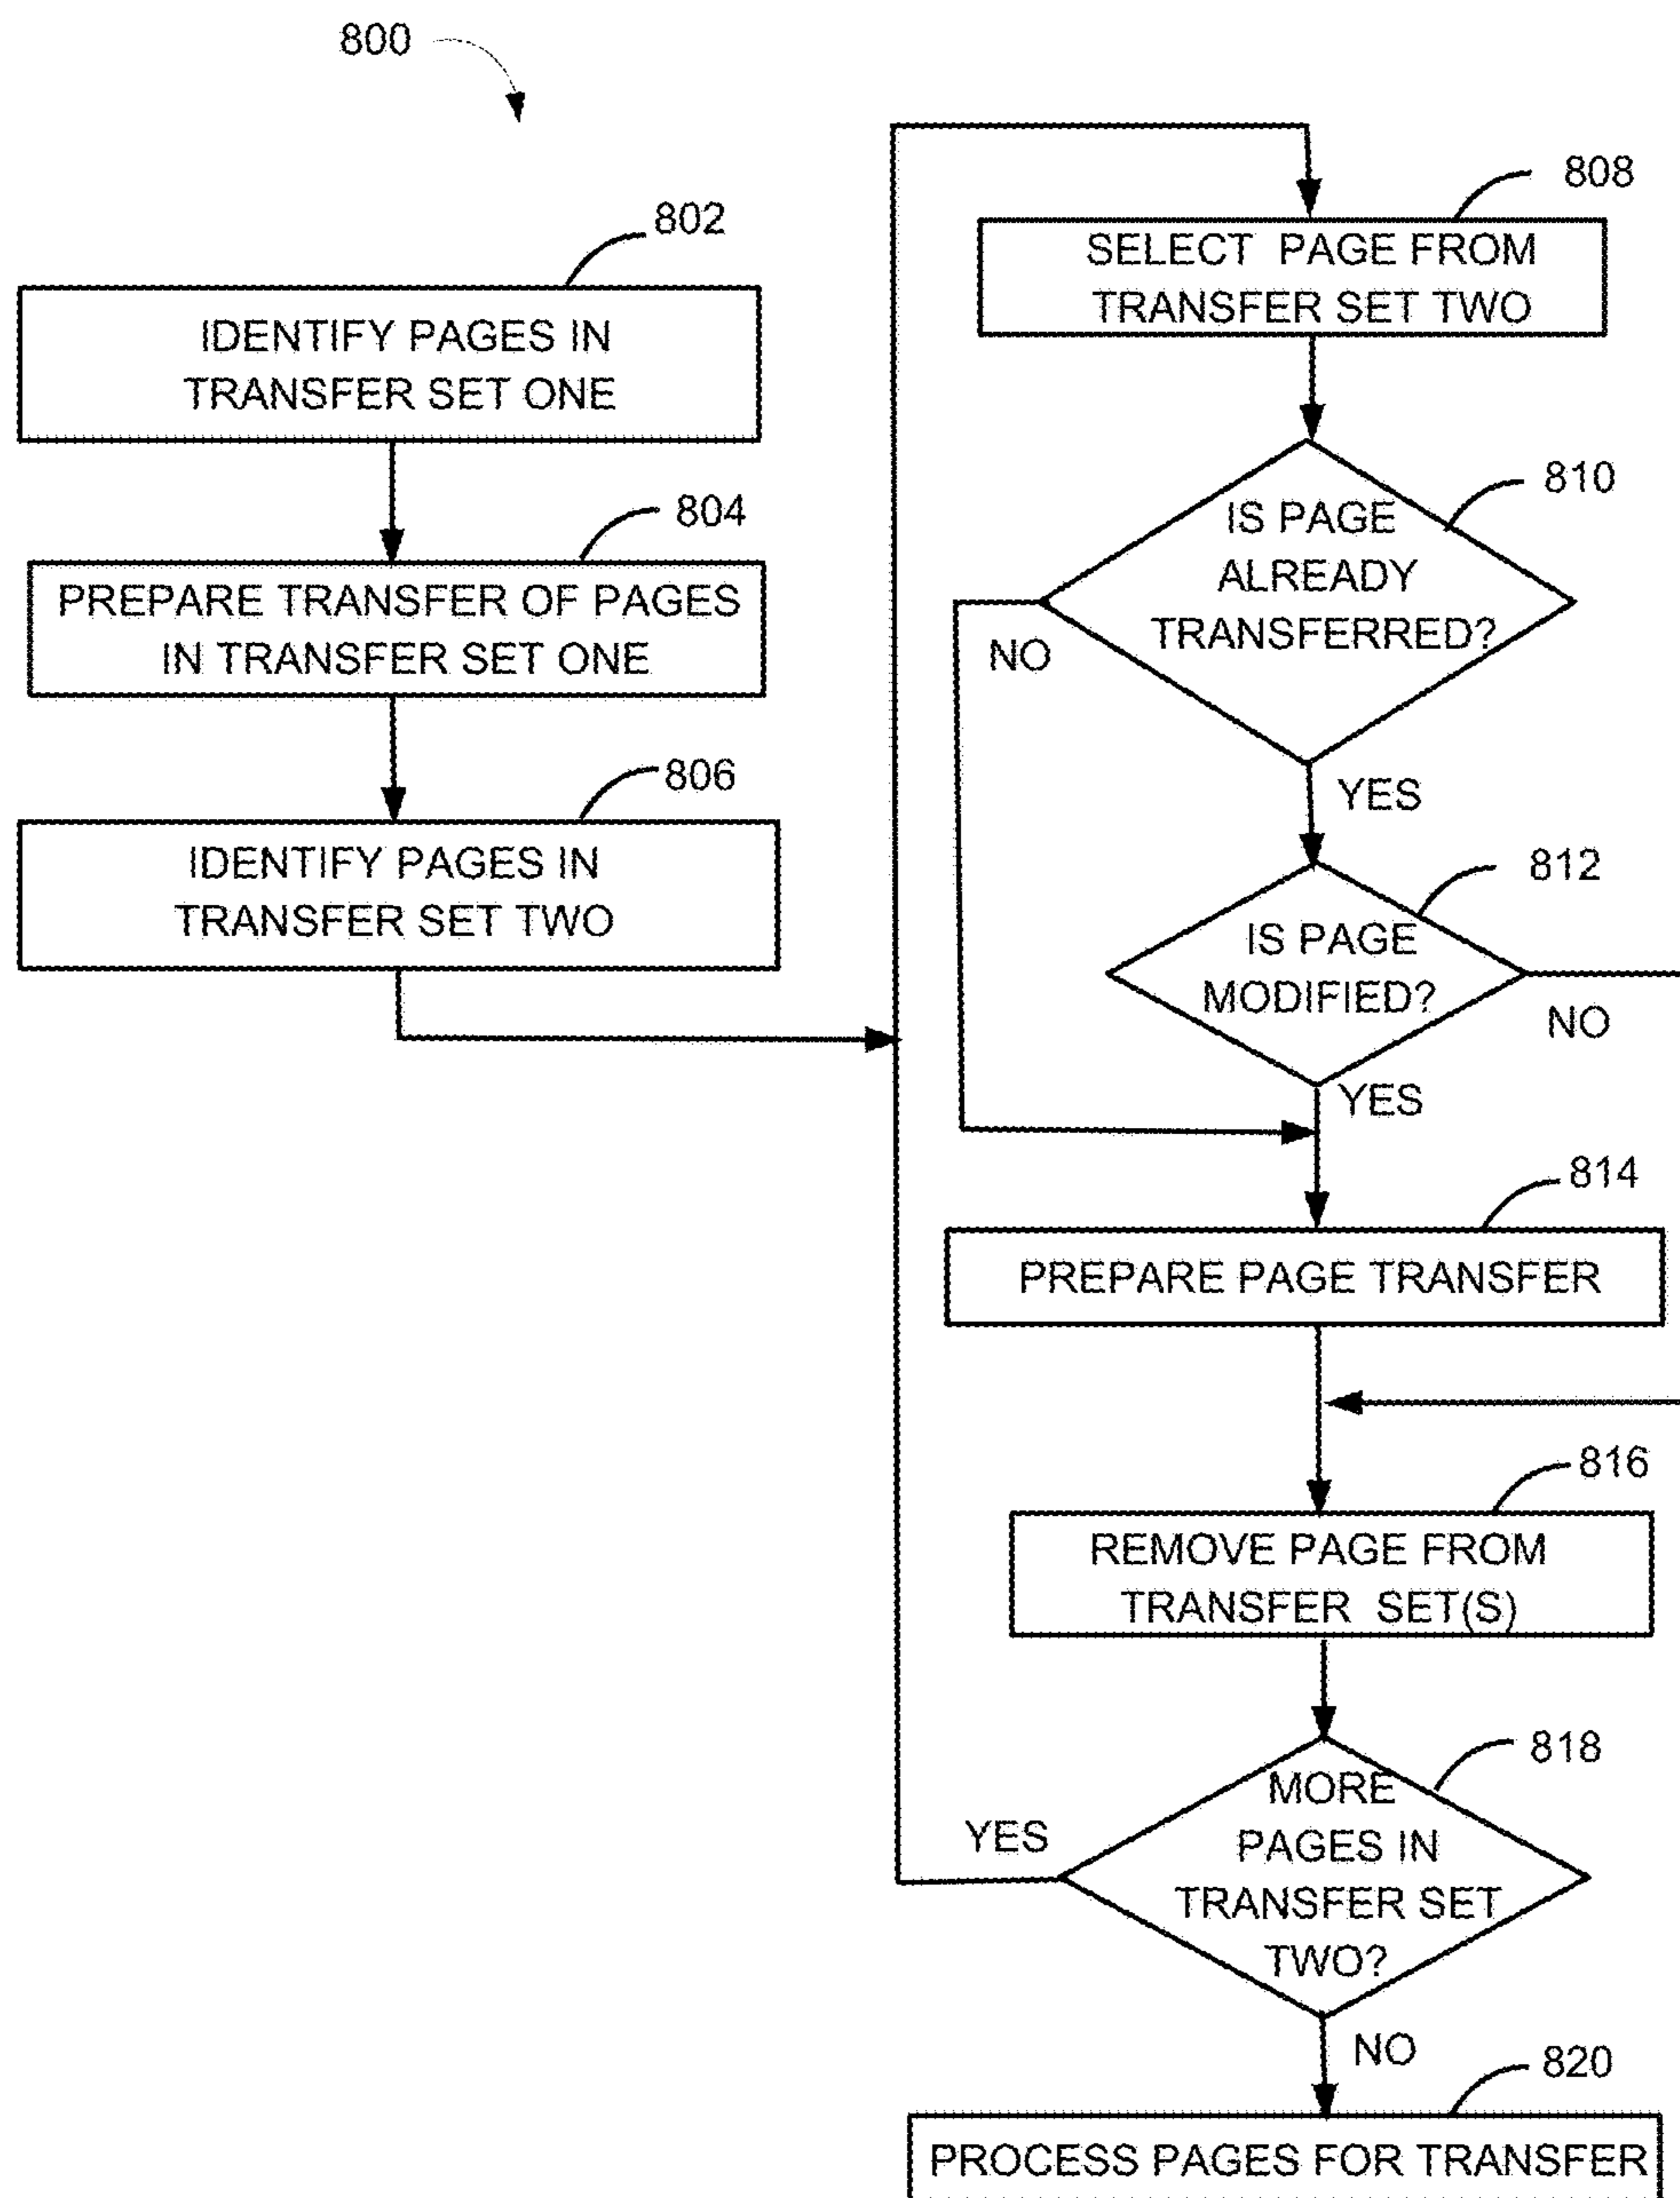 800
802
IDENTIFY PAGES IN
TRANSFER SET ONE
804
PREPARE TRANSFER OF PAGES
IN TRANSFER SET ONE
806
IDENTIFY PAGES IN
TRANSFER SET TWO
808
SELECT PAGE FROM
TRANSFER SET TWO
810
IS PAGE
ALREADY
TRANSFERRED?
NO
YES
812
IS PAGE
MODIFIED?
NO
YES
814
PREPARE PAGE TRANSFER
816
REMOVE PAGE FROM
TRANSFER SET(S)
818
MORE
PAGES IN
TRANSFER SET
TWO?
YES
NO
820
PROCESS PAGES FOR TRANSFER